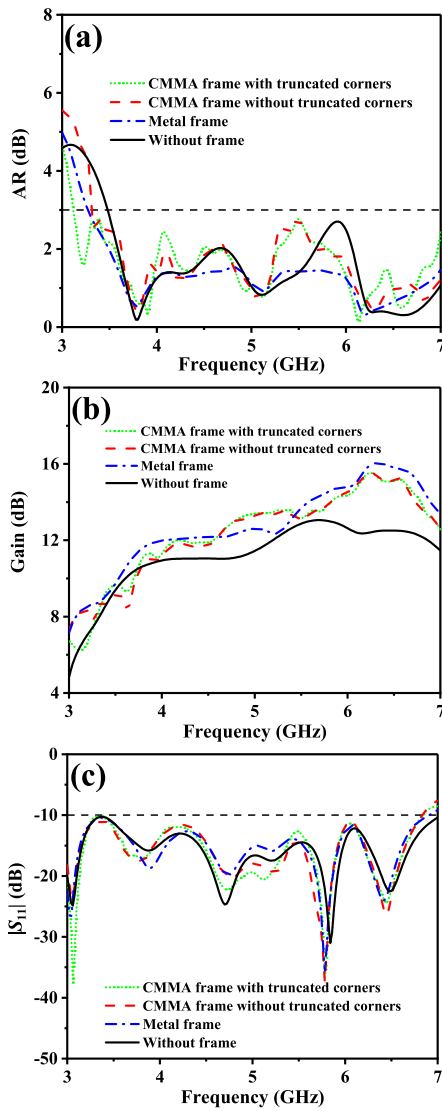 (a)
8
6
4
2
0
AR (dB)
CMMA frame with truncated corners
CMMA frame without truncated corners
Metal frame
Without frame
3 4 5 6 7
Frequency (GHz)
(b)
20
16
12
8
4
Gain (dB)
CMMA frame with truncated corners
CMMA frame without truncated corners
Metal frame
Without frame
3 4 5 6 7
Frequency (GHz)
(c)
0
-10
-20
-30
-40
-50
|S11| (dB)
CMMA frame with truncated corners
CMMA frame without truncated corners
Metal frame
Without frame
3 4 5 6 7
Frequency (GHz)